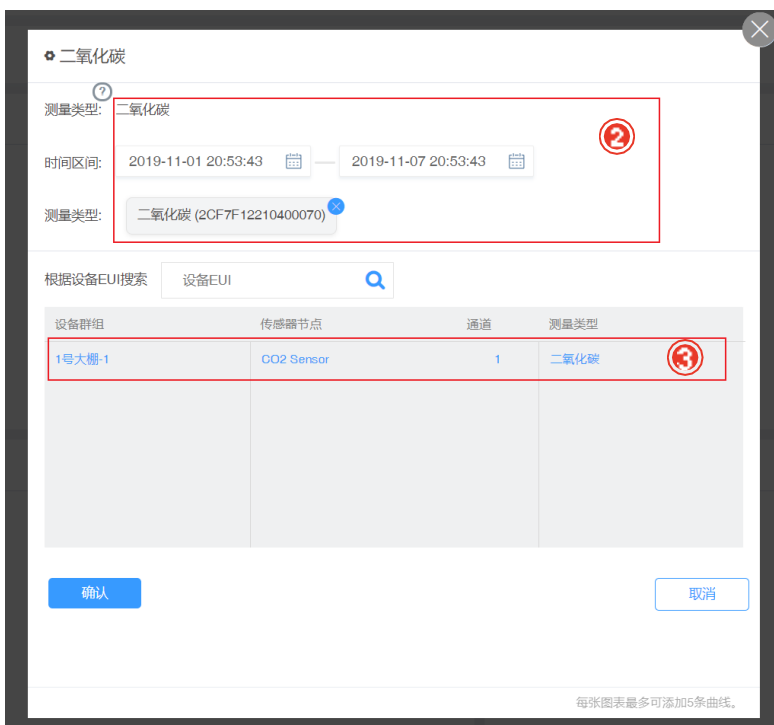 二氧化碳
?
测量类型: 二氧化碳
②
时间区间: 2019-11-01 20:53:43 — 2019-11-07 20:53:43
测量类型: 二氧化碳 (2CF7F12210400070)
根据设备EUI搜索 设备EUI
设备群组 传感器节点 通道 测量类型
1号大棚-1 CO2 Sensor 1 二氧化碳 ③
确认 取消
每张图表最多可添加5条曲线。